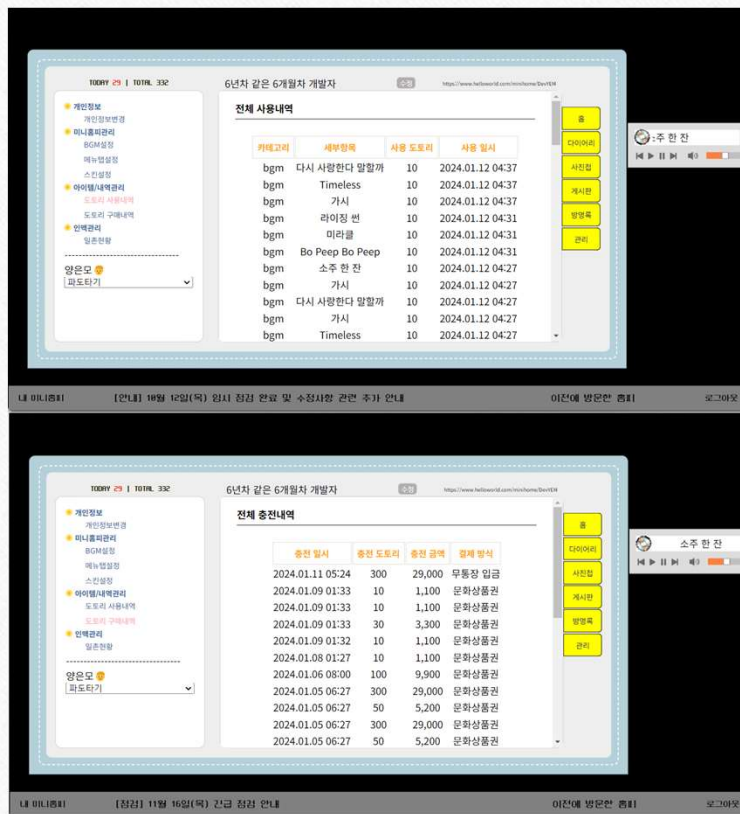 TODAY 29 | TOTAL 332
6년차 같은 6개월차 개발자
수정
https://www.helloworld.com/minihome/DevYEM
개인정보
개인정보변경
미니홈피관리
BGM설정
메뉴탭설정
스킨설정
아이템/내역관리
도토리 사용내역
도토리 구매내역
인맥관리
일촌현황
양은모
파도타기
전체 사용내역
카테고리 세부항목 사용 도토리 사용 일시
bgm 다시 사랑한다 말할까 10 2024.01.12 04:37
bgm Timeless 10 2024.01.12 04:37
bgm 가시 10 2024.01.12 04:37
bgm 라이징 썬 10 2024.01.12 04:31
bgm 미라클 10 2024.01.12 04:31
bgm Bo Peep Bo Peep 10 2024.01.12 04:31
bgm 소주 한 잔 10 2024.01.12 04:27
bgm 가시 10 2024.01.12 04:27
bgm 다시 사랑한다 말할까 10 2024.01.12 04:27
bgm 가시 10 2024.01.12 04:27
bgm Timeless 10 2024.01.12 04:27
홈
다이어리
사진첩
게시판
방명록
관리
주 한 잔
내 미니홈피 [안내] 10월 12일(목) 임시 점검 완료 및 수정사항 관련 추가 안내 이전에 방문한 홈피 로그아웃
TODAY 29 | TOTAL 332
6년차 같은 6개월차 개발자
수정
https://www.helloworld.com/minihome/DevYEM
개인정보
개인정보변경
미니홈피관리
BGM설정
메뉴탭설정
스킨설정
아이템/내역관리
도토리 사용내역
도토리 구매내역
인맥관리
일촌현황
양은모
파도타기
전체 충전내역
충전 일시 충전 도토리 충전 금액 결제 방식
2024.01.11 05:24 300 29,000 무통장 입금
2024.01.09 01:33 10 1,100 문화상품권
2024.01.09 01:33 10 1,100 문화상품권
2024.01.09 01:33 30 3,300 문화상품권
2024.01.09 01:32 10 1,100 문화상품권
2024.01.08 01:27 10 1,100 문화상품권
2024.01.06 08:00 100 9,900 문화상품권
2024.01.05 06:27 300 29,000 문화상품권
2024.01.05 06:27 50 5,200 문화상품권
2024.01.05 06:27 300 29,000 문화상품권
2024.01.05 06:27 50 5,200 문화상품권
홈
다이어리
사진첩
게시판
방명록
관리
소주 한 잔
내 미니홈피 [점검] 11월 16일(목) 긴급 점검 안내 이전에 방문한 홈피 로그아웃